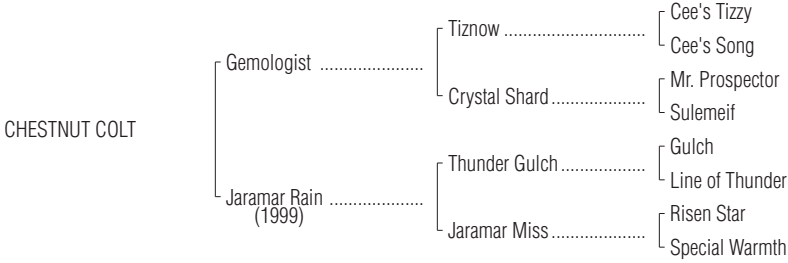 Cee's Tizzy
Tiznow ..............................
Cee's Song
Gemologist ......................
Mr. Prospector
Crystal Shard....................
Sulemeif
CHESTNUT COLT
Gulch
Thunder Gulch..................
Line of Thunder
Jaramar Rain ....................
(1999)
Risen Star
Jaramar Miss....................
Special Warmth